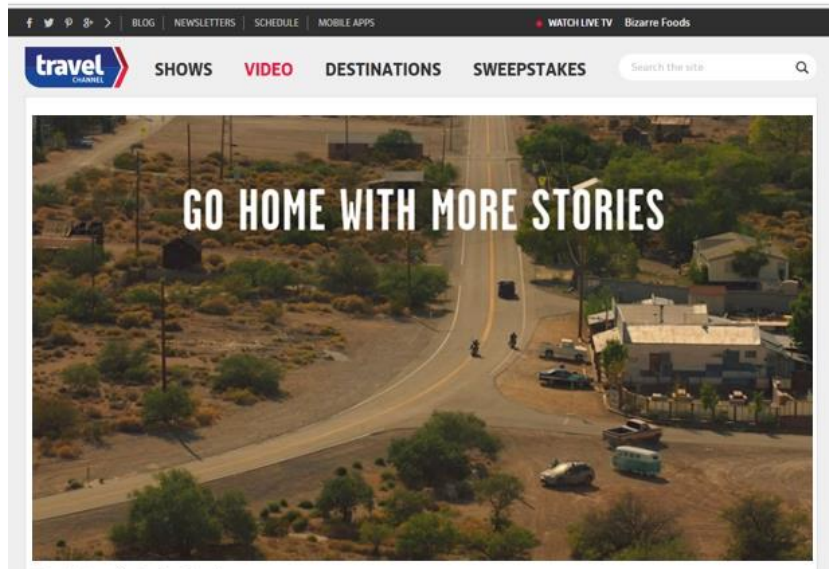 BLOG | NEWSLETTERS | SCHEDULE | MOBILE APPS WATCH LIVE TV Bizarre Foods
travel CHANNEL SHOWS VIDEO DESTINATIONS SWEEPSTAKES Search the site
GO HOME WITH MORE STORIES